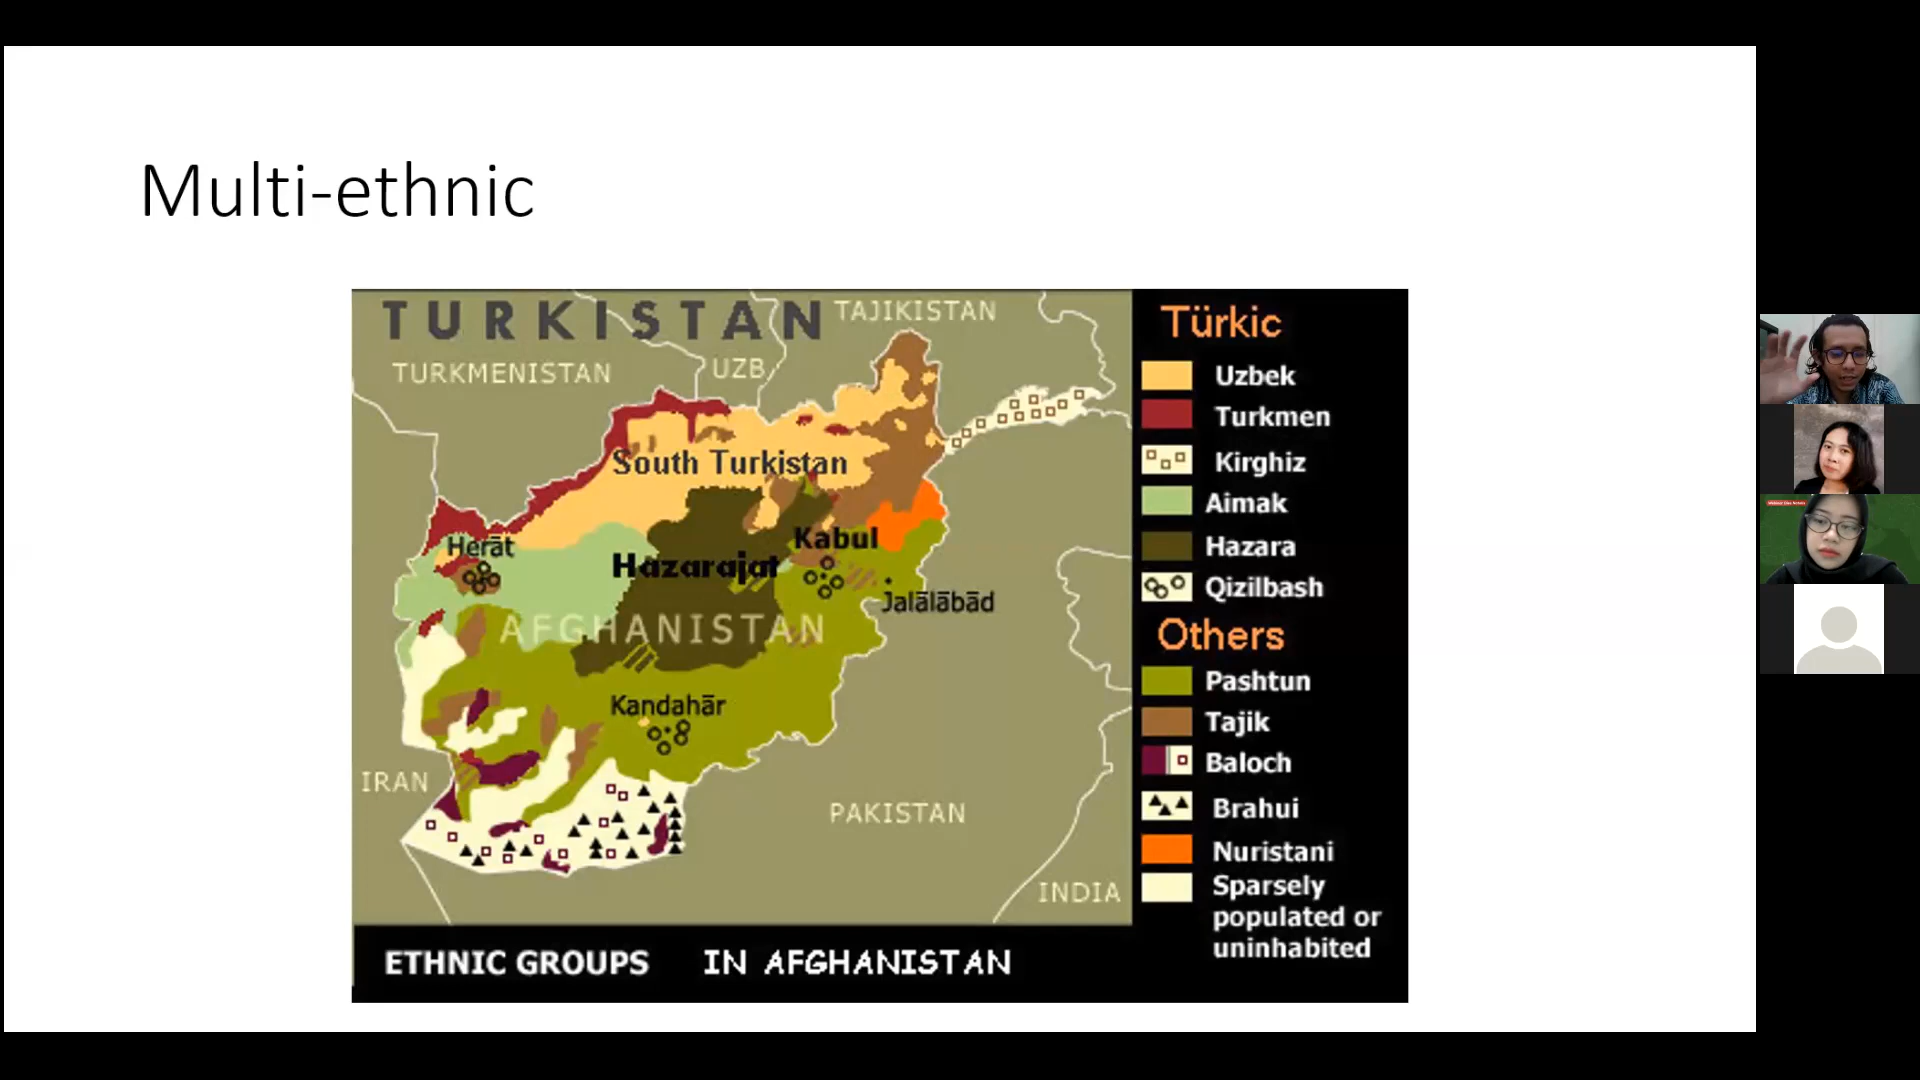 Multi-ethnic
TURKISTAN
TAJIKISTAN
TURKMENISTAN
UZB
South Turkistan
Herāt
Kabul
Hazarajat
Jalālābād
AFGHANISTAN
Kandahār
IRAN
PAKISTAN
INDIA
ETHNIC GROUPS IN AFGHANISTAN
Türkic
Uzbek
Turkmen
Kirghiz
Aimak
Hazara
Qizilbash
Others
Pashtun
Tajik
Baloch
Brahui
Nuristani
Sparsely
populated or
uninhabited